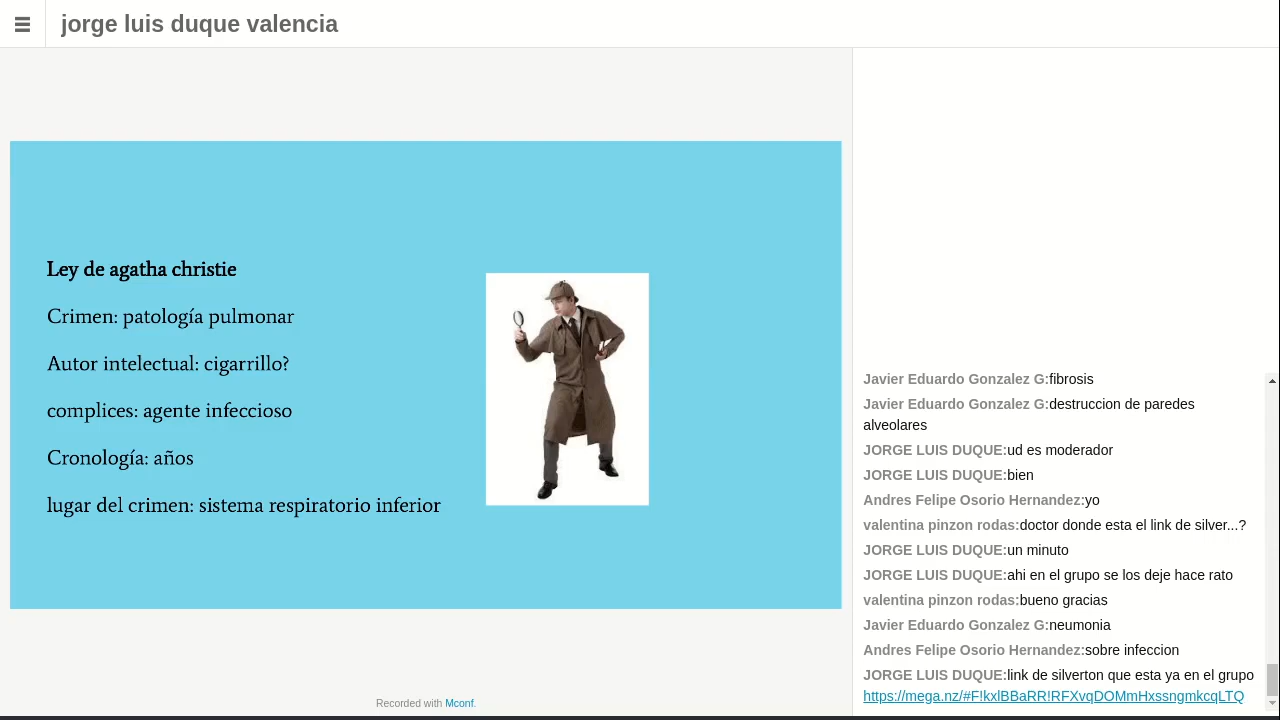 jorge luis duque valencia
Ley de agatha christie
Crimen: patología pulmonar
Autor intelectual: cigarrillo?
complices: agente infeccioso
Cronología: años
lugar del crimen: sistema respiratorio inferior
Recorded with Mconf.
Javier Eduardo Gonzalez G:fibrosis
Javier Eduardo Gonzalez G:destruccion de paredes
alveolares
JORGE LUIS DUQUE:ud es moderador
JORGE LUIS DUQUE:bien
Andres Felipe Osorio Hernandez:yo
valentina pinzon rodas:doctor donde esta el link de silver...?
JORGE LUIS DUQUE:un minuto
JORGE LUIS DUQUE:ahi en el grupo se los deje hace rato
valentina pinzon rodas:bueno gracias
Javier Eduardo Gonzalez G:neumonia
Andres Felipe Osorio Hernandez:sobre infeccion
JORGE LUIS DUQUE:link de silverton que esta ya en el grupo
https://mega.nz/#F!kxlBBaRR!RFXvqDOMmHxssngmkcqLTQ